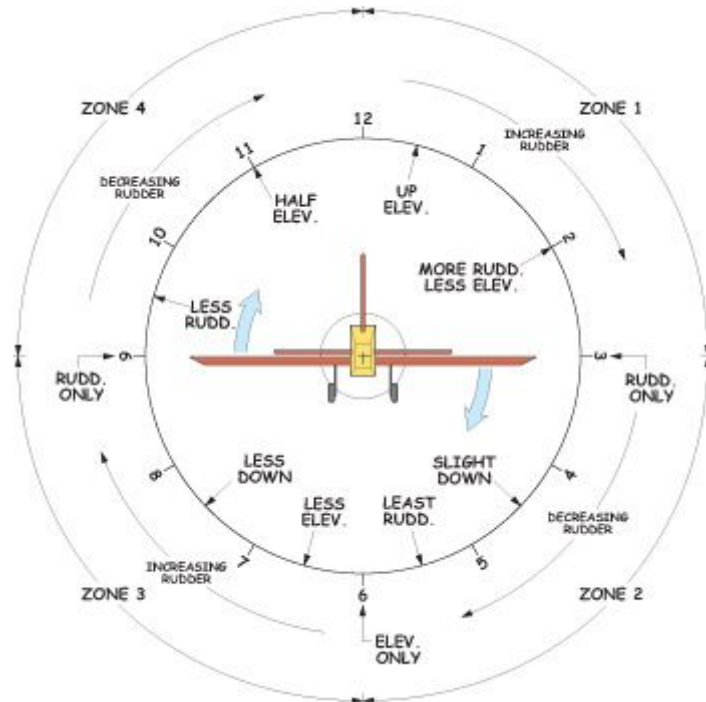 12
ZONE 4
ZONE 1
INCREASING
RUDDER
11
1
DECREASING
RUDDER
HALF
ELEV.
UP
ELEV.
10
2
MORE RUDD.
LESS ELEV.
LESS
RUDD.
9
3
RUDD.
ONLY
RUDD.
ONLY
LESS
DOWN
SLIGHT
DOWN
8
4
LESS
ELEV.
LEAST
RUDD.
DECREASING
RUDDER
7
5
INCREASING
RUDDER
ZONE 3
6
ZONE 2
ELEV.
ONLY